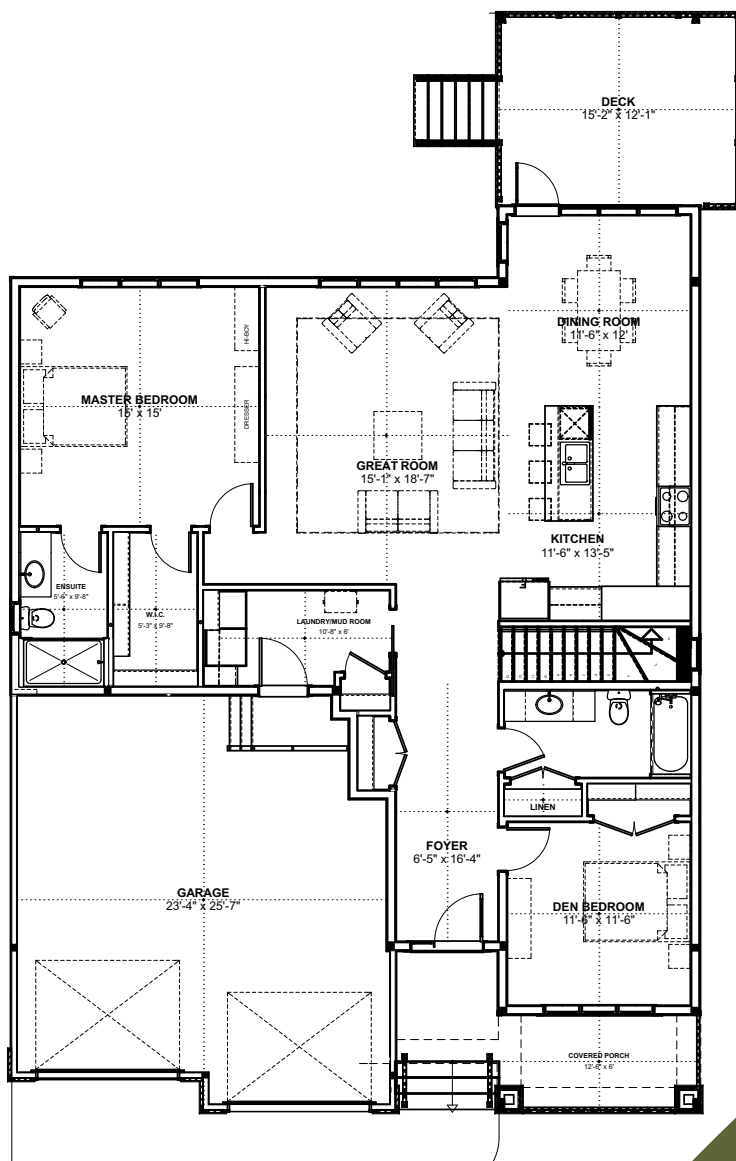 DECK
15'-2" x 12'-1"
DINING ROOM
11'-6" x 12'
HI-BOY
MASTER BEDROOM
15' x 15'
DRESSER
GREAT ROOM
15'-1" x 18'-7"
KITCHEN
11'-6" x 13'-5"
ENSUITE
5'-6" x 9'-8"
W.I.C.
5'-3" x 9'-8"
LAUNDRY/MUD ROOM
10'-8" x 6'
LINEN
FOYER
6'-5" x 16'-4"
GARAGE
23'-4" x 25'-7"
DEN BEDROOM
11'-6" x 11'-6"
COVERED PORCH
12'-6" x 6'